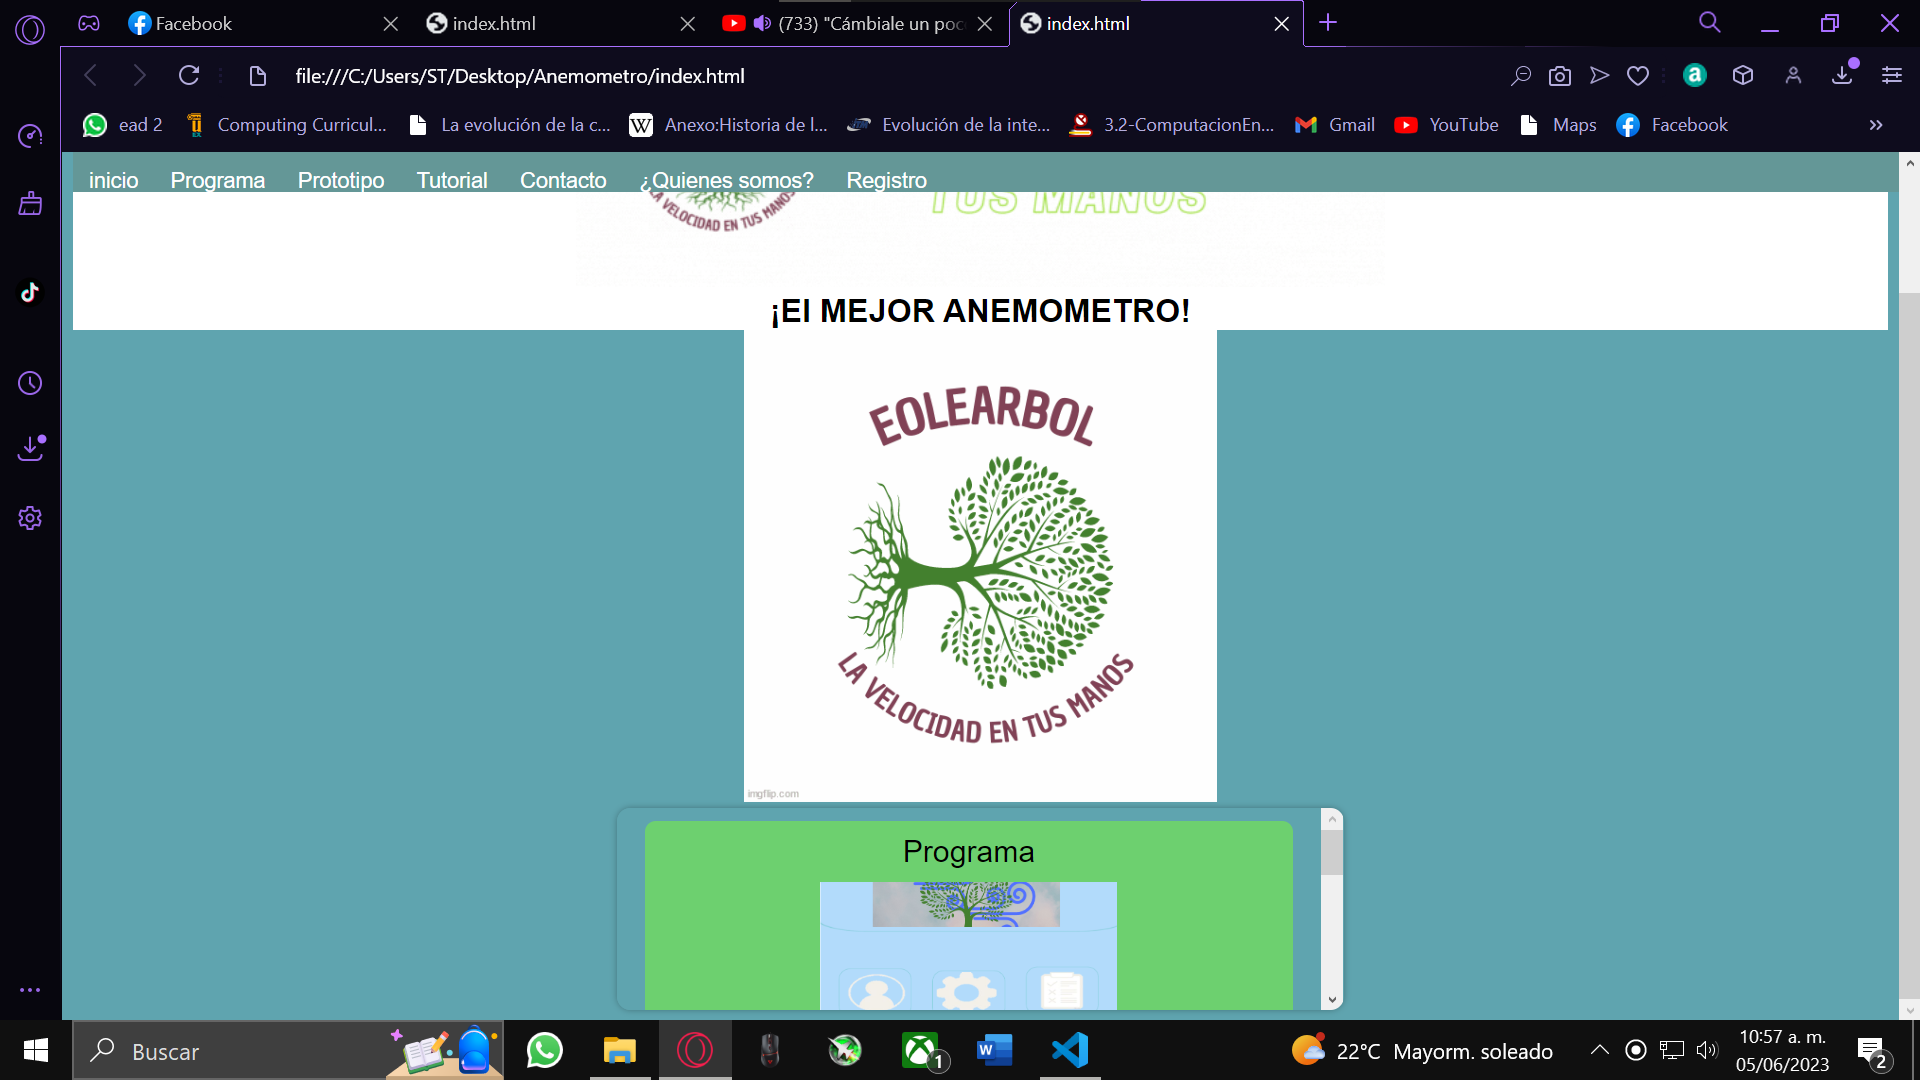 Facebook
index.html
(733) "Cámbiale un poc
index.html
file:///C:/Users/ST/Desktop/Anemometro/index.html
ead 2
Computing Curricul...
La evolución de la c...
Anexo:Historia de l...
Evolución de la inte...
3.2-ComputacionEn...
Gmail
YouTube
Maps
Facebook
inicio
Programa
Prototipo
Tutorial
Contacto
¿Quienes somos?
Registro
LA VELOCIDAD EN TUS MANOS
TUS MANOS
¡El MEJOR ANEMOMETRO!
EOLEARBOL
LA VELOCIDAD EN TUS MANOS
imgflip.com
Programa
Buscar
1
22°C Mayorm. soleado
10:57 a. m.
05/06/2023
2